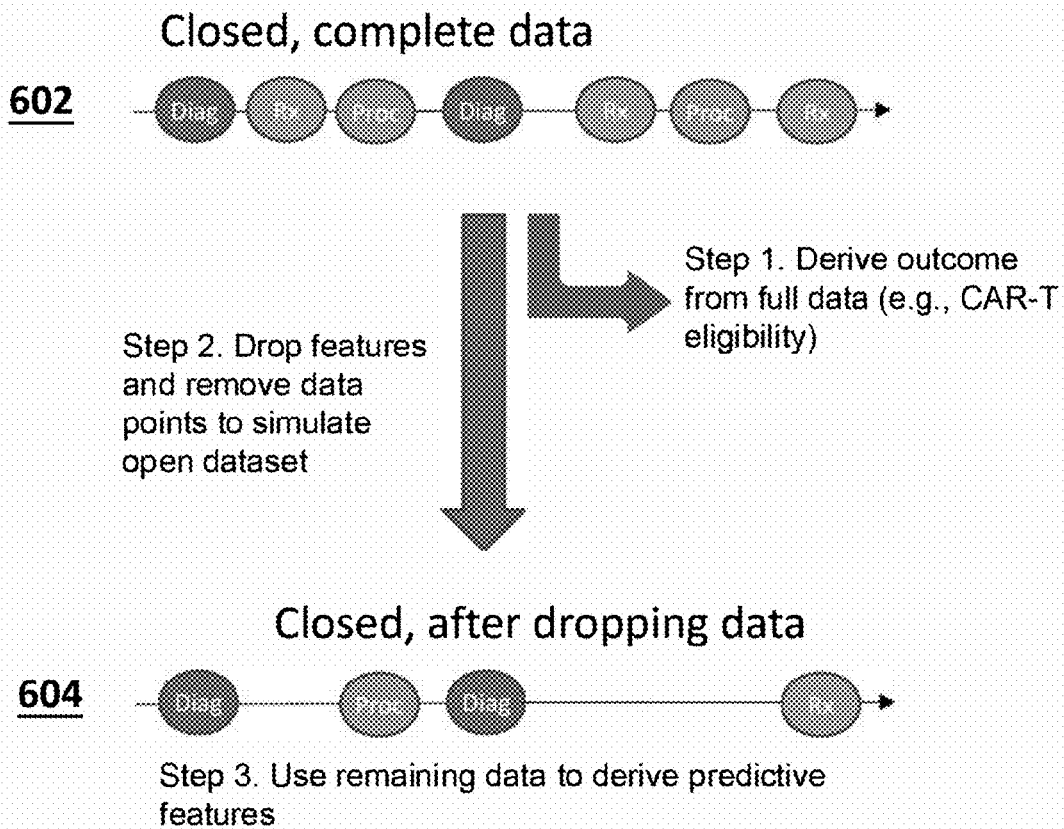 Closed, complete data
602
Diag Rx Proc Diag Rx Proc Rx
Step 1. Derive outcome
from full data (e.g., CAR-T
eligibility)
Step 2. Drop features
and remove data
points to simulate
open dataset
Closed, after dropping data
604
Diag Proc Diag Rx
Step 3. Use remaining data to derive predictive
features